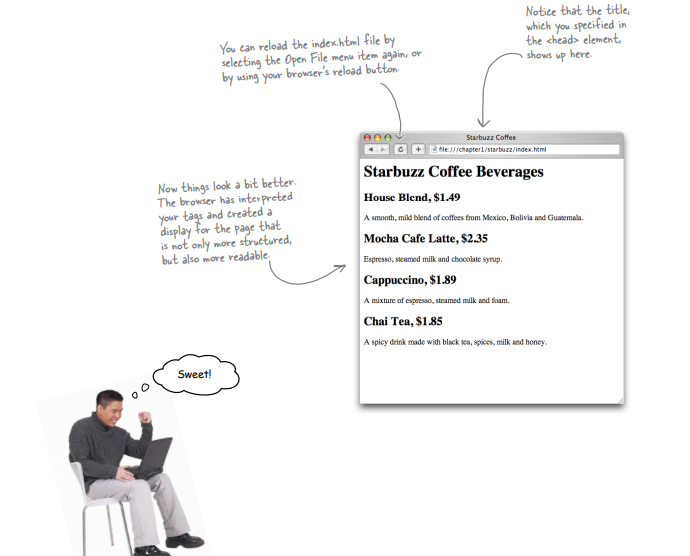 Notice that the title,
which you specified in
the <head> element,
shows up here.
You can reload the index.html file by
selecting the Open File menu item again, or
by using your browser's reload button.
Starbuzz Coffee
file:///chapter1/starbuzz/index.html
Starbuzz Coffee Beverages
House Blend, $1.49
A smooth, mild blend of coffees from Mexico, Bolivia and Guatemala.
Mocha Cafe Latte, $2.35
Espresso, steamed milk and chocolate syrup.
Cappuccino, $1.89
A mixture of espresso, steamed milk and foam.
Chai Tea, $1.85
A spicy drink made with black tea, spices, milk and honey.
Now things look a bit better.
The browser has interpreted
your tags and created a
display for the page that
is not only more structured,
but also more readable.
Sweet!